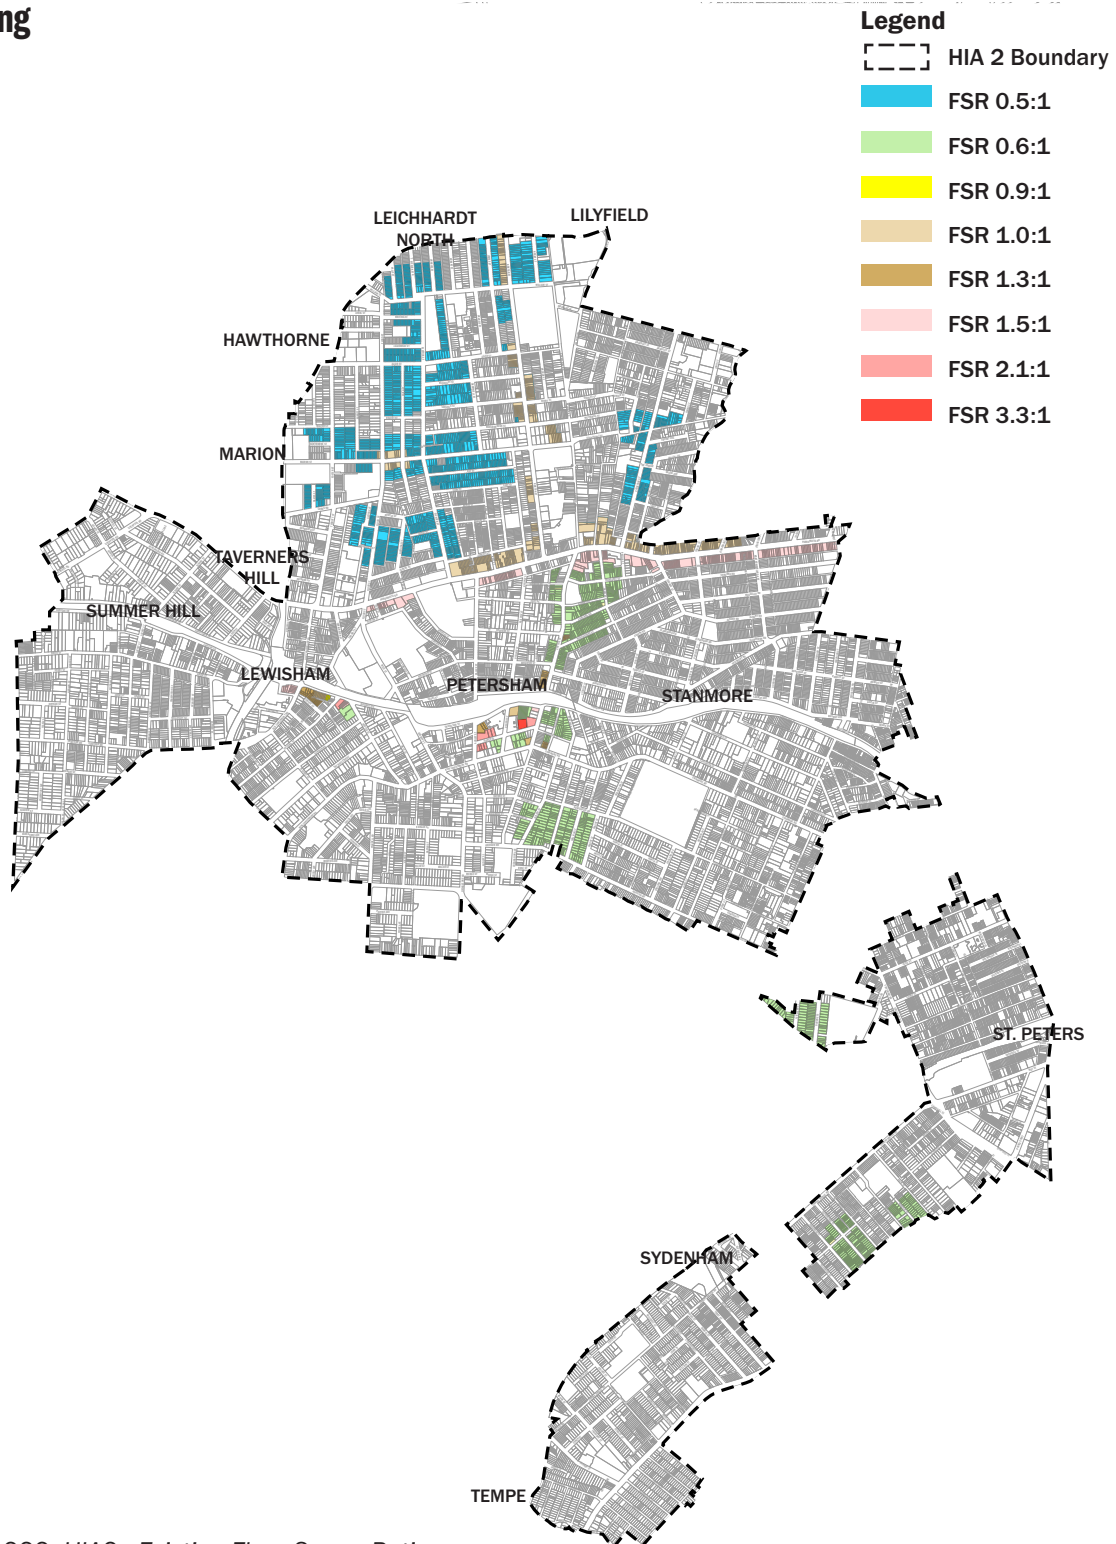 ng
Legend
HIA 2 Boundary
FSR 0.5:1
FSR 0.6:1
FSR 0.9:1
FSR 1.0:1
FSR 1.3:1
FSR 1.5:1
FSR 2.1:1
FSR 3.3:1
LEICHHARDT
NORTH
LILYFIELD
HAWTHORNE
MARION
TAVERNERS
HILL
SUMMER HILL
LEWISHAM
PETERSHAM
STANMORE
ST. PETERS
SYDENHAM
TEMPE